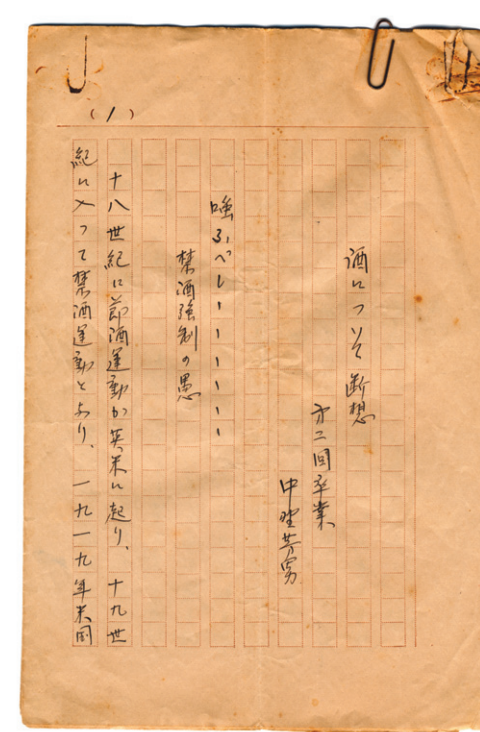 (1)
酒について断想
第二回卒業
中野芳男
嗤ふべし────────
禁酒強制の愚
十八世紀に節酒運動が英米に起り、十九世
紀に入って禁酒運動となり、一九一九年米国